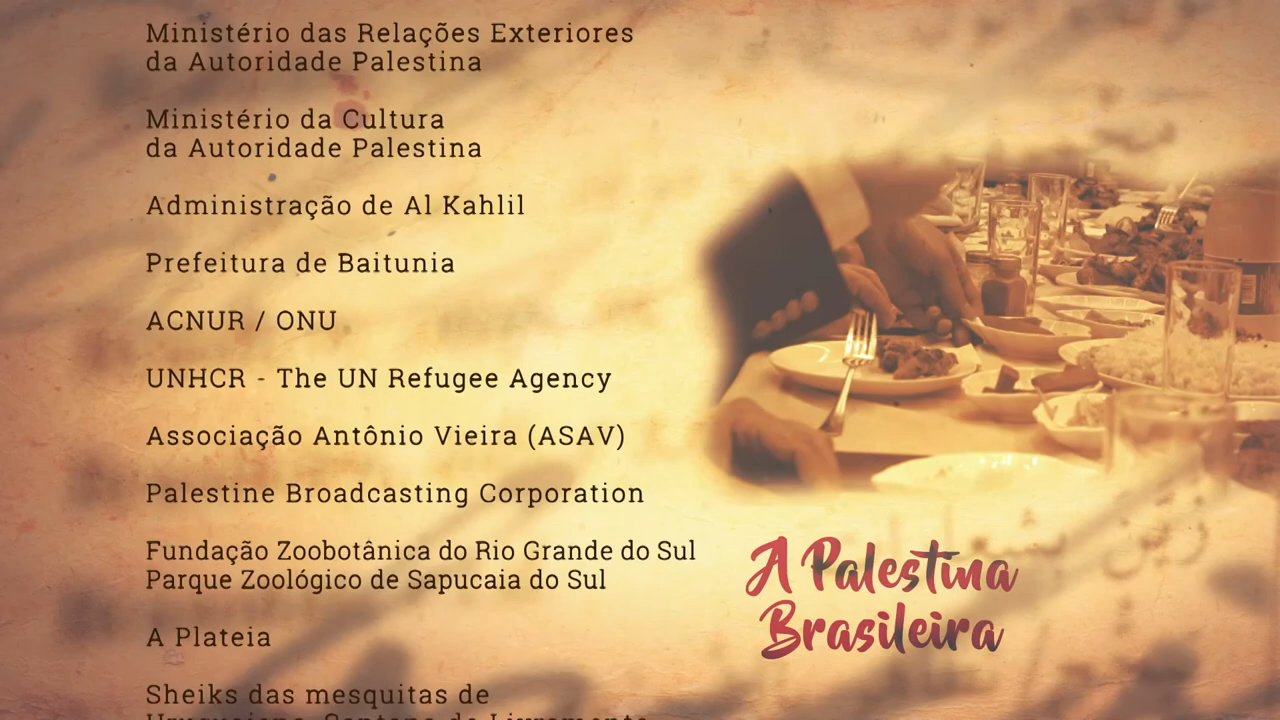 Ministério das Relações Exteriores
da Autoridade Palestina
Ministério da Cultura
da Autoridade Palestina
Administração de Al Kahlil
Prefeitura de Baitunia
ACNUR / ONU
UNHCR - The UN Refugee Agency
Associação Antônio Vieira (ASAV)
Palestine Broadcasting Corporation
Fundação Zoobotânica do Rio Grande do Sul
Parque Zoológico de Sapucaia do Sul
A Plateia
Sheiks das mesquitas de
A Palestina
Brasileira